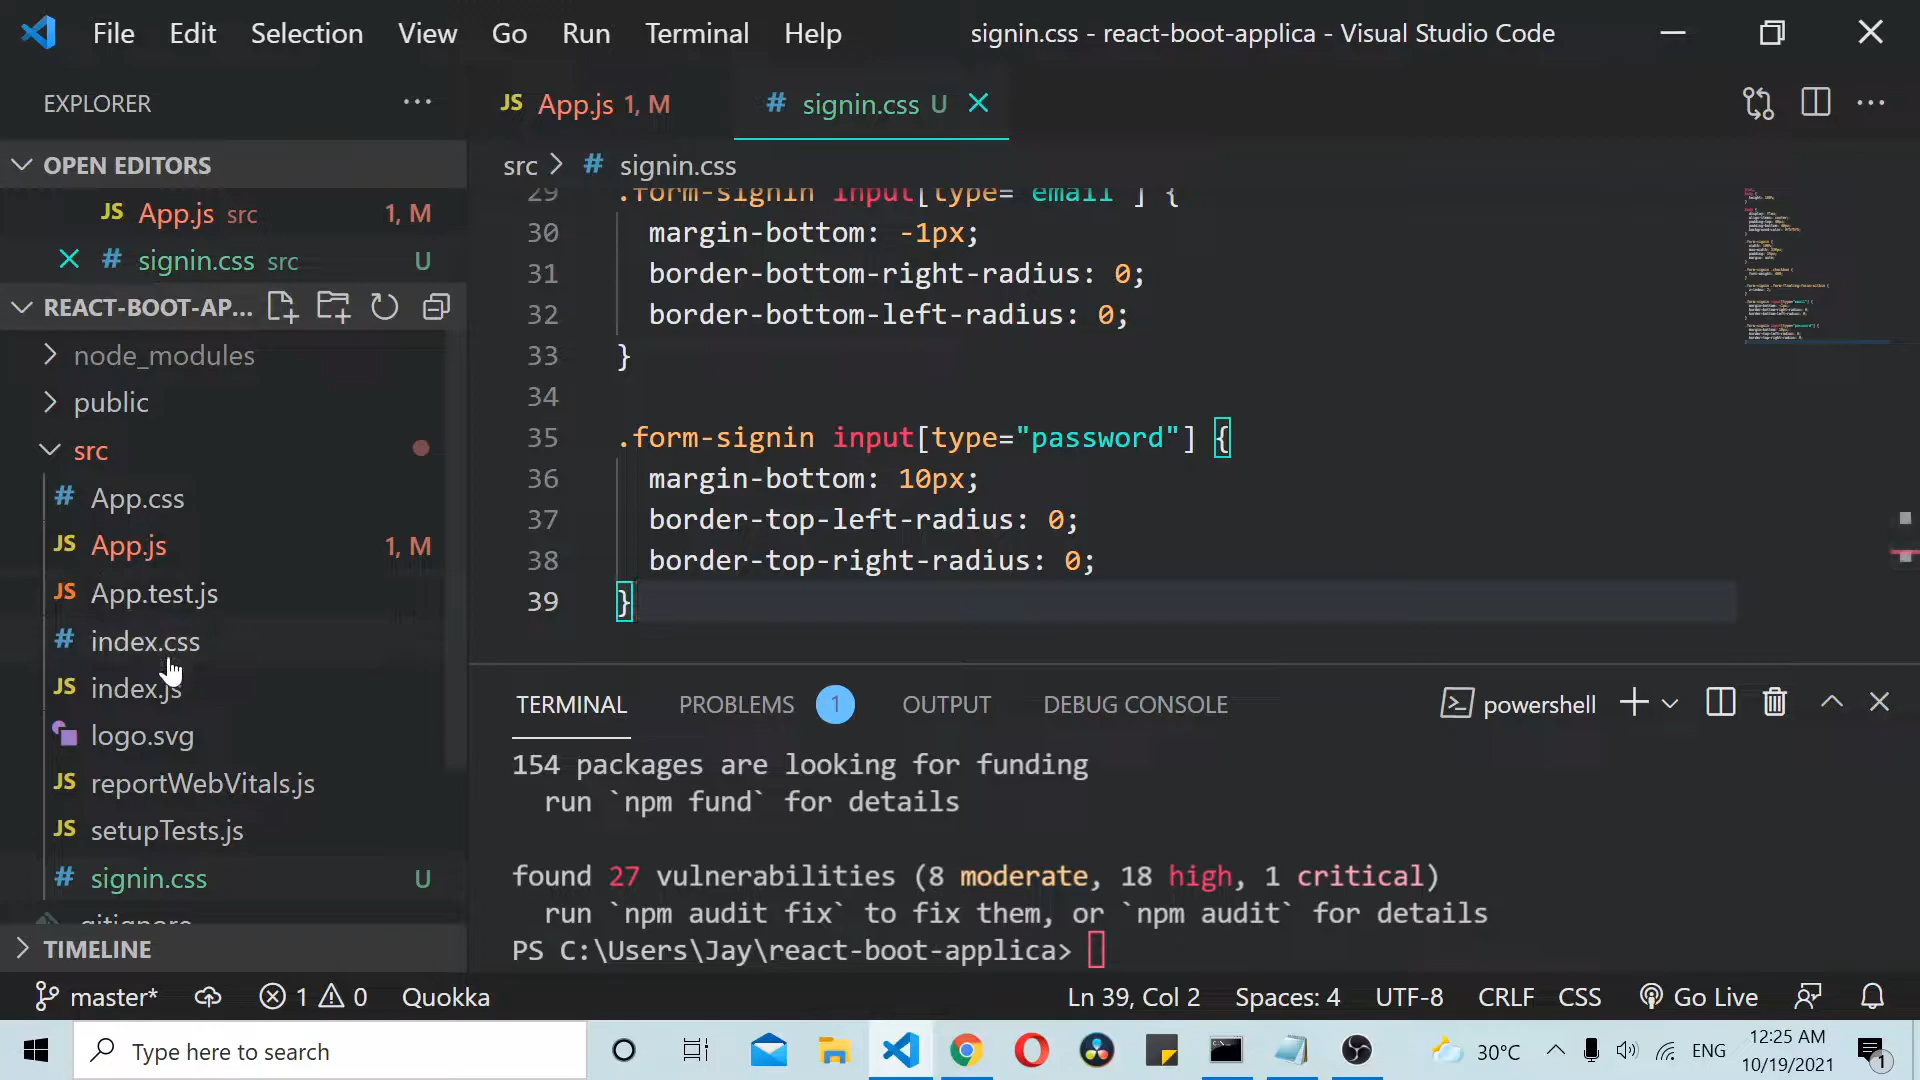 File Edit Selection View Go Run Terminal Help
signin.css - react-boot-applica - Visual Studio Code
EXPLORER
OPEN EDITORS
JS App.js src 1, M
# signin.css src U
REACT-BOOT-AP...
node_modules
public
src
# App.css
JS App.js 1, M
JS App.test.js
# index.css
JS index.js
logo.svg
JS reportWebVitals.js
JS setupTests.js
# signin.css U
.gitignore
TIMELINE
JS App.js 1, M
# signin.css U
src > # signin.css
29 .form-signin input[type="email"] {
30 margin-bottom: -1px;
31 border-bottom-right-radius: 0;
32 border-bottom-left-radius: 0;
33 }
34
35 .form-signin input[type="password"] {
36 margin-bottom: 10px;
37 border-top-left-radius: 0;
38 border-top-right-radius: 0;
39 }
TERMINAL PROBLEMS 1 OUTPUT DEBUG CONSOLE
powershell
154 packages are looking for funding
run `npm fund` for details
found 27 vulnerabilities (8 moderate, 18 high, 1 critical)
run `npm audit fix` to fix them, or `npm audit` for details
PS C:\Users\Jay\react-boot-applica>
master* 1 0 Quokka
Ln 39, Col 2 Spaces: 4 UTF-8 CRLF CSS Go Live
Type here to search
30°C
ENG
12:25 AM
10/19/2021
1